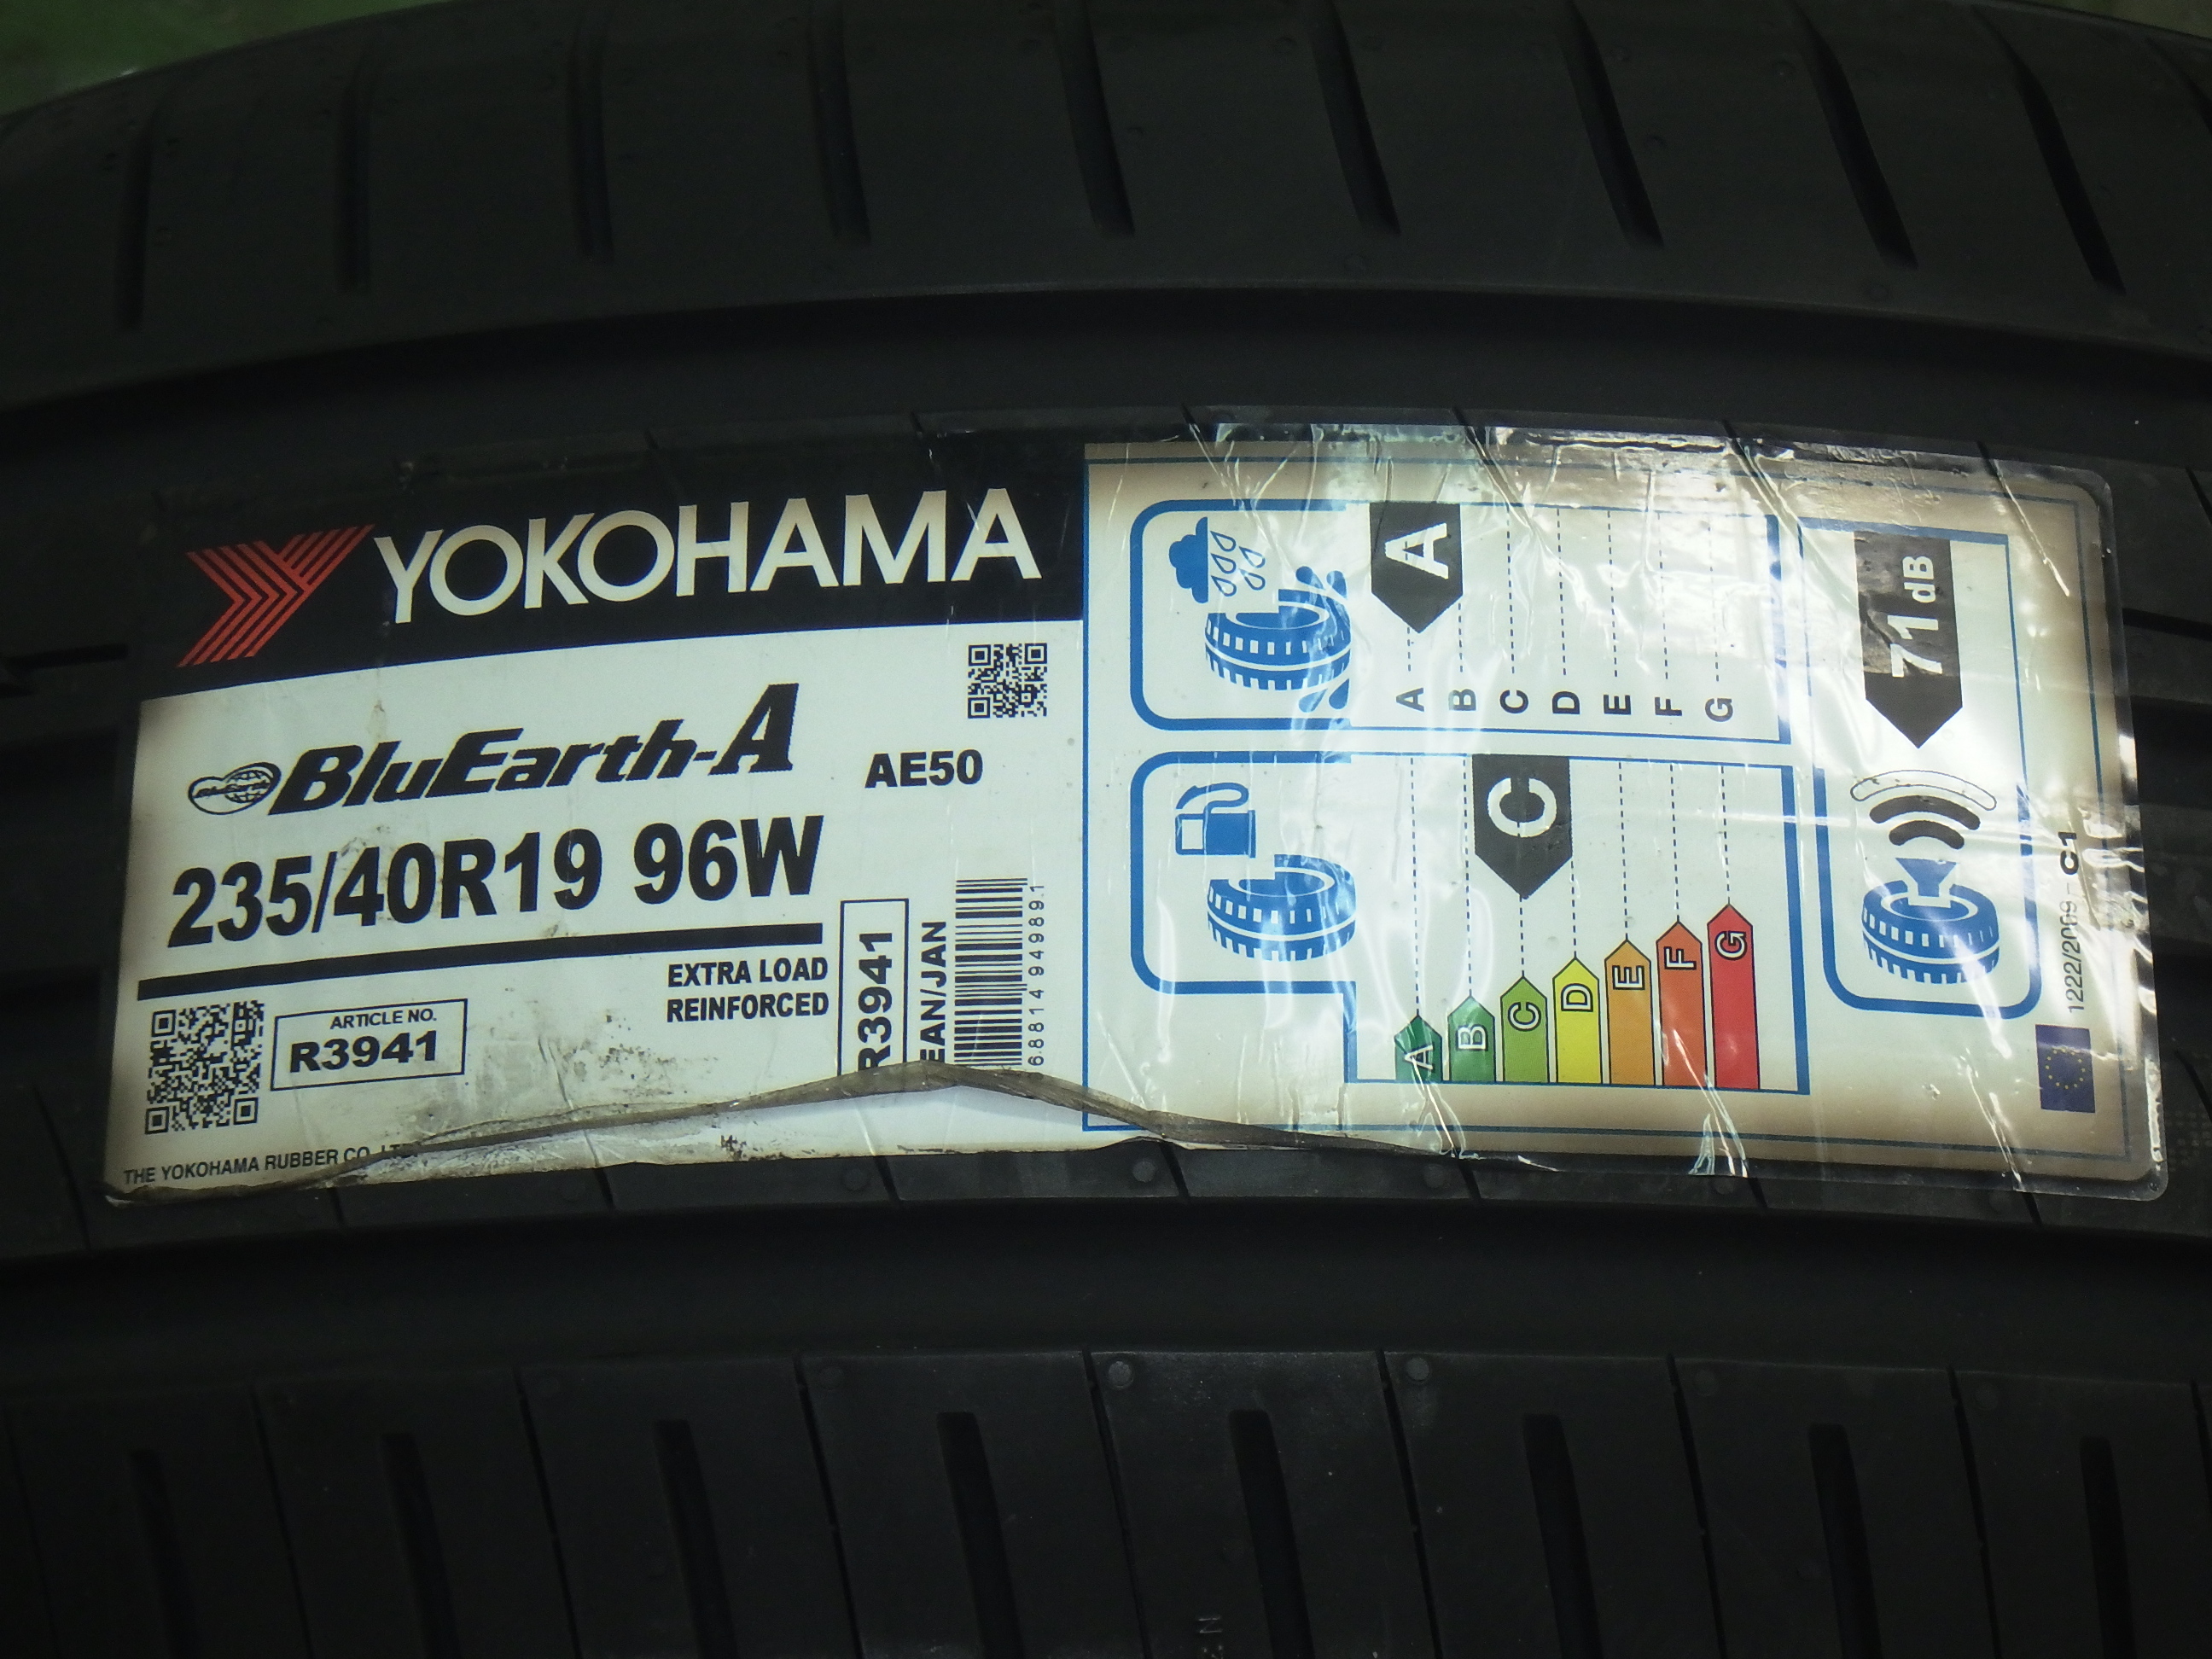 YOKOHAMA
BluEarth-A
AE50
235/40R19 96W
EXTRA LOAD
REINFORCED
ARTICLE NO.
R3941
R3941
EAN/JAN
THE YOKOHAMA RUBBER CO.
A
A
B
C
D
E
F
G
C
A
B
C
D
E
F
G
71 dB
1222/2009 - C1